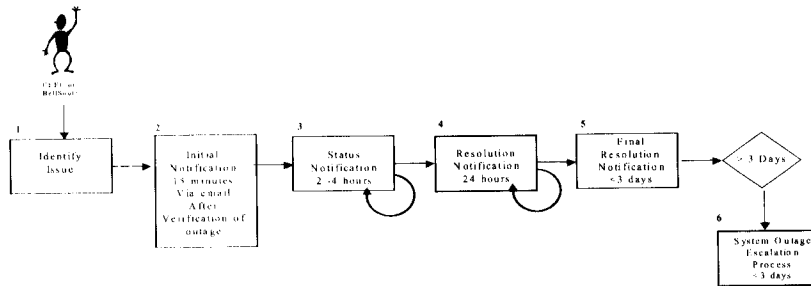 CLEC or
BellSouth
1
Identify
Issue
2
Initial
Notification
15 minutes
Via email
After
Verification of
outage
3
Status
Notification
2-4 hours
4
Resolution
Notification
24 hours
5
Final
Resolution
Notification
<3 days
> 3 Days
6
System Outage
Escalation
Process
<3 days